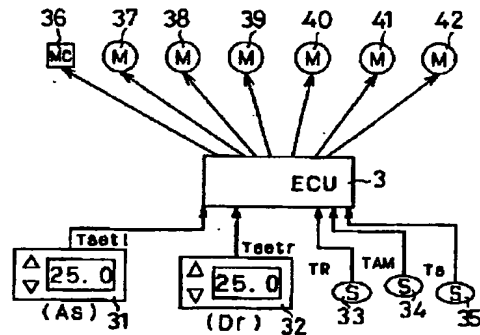 36 37 38 39 40 41 42
MC M M M M M M
ECU 3
Tsetl Tsetr TR TAM Ts
△ 25.0 △ 25.0
▽ ▽ S S S
(As) 31 (Dr) 32 33 34 35